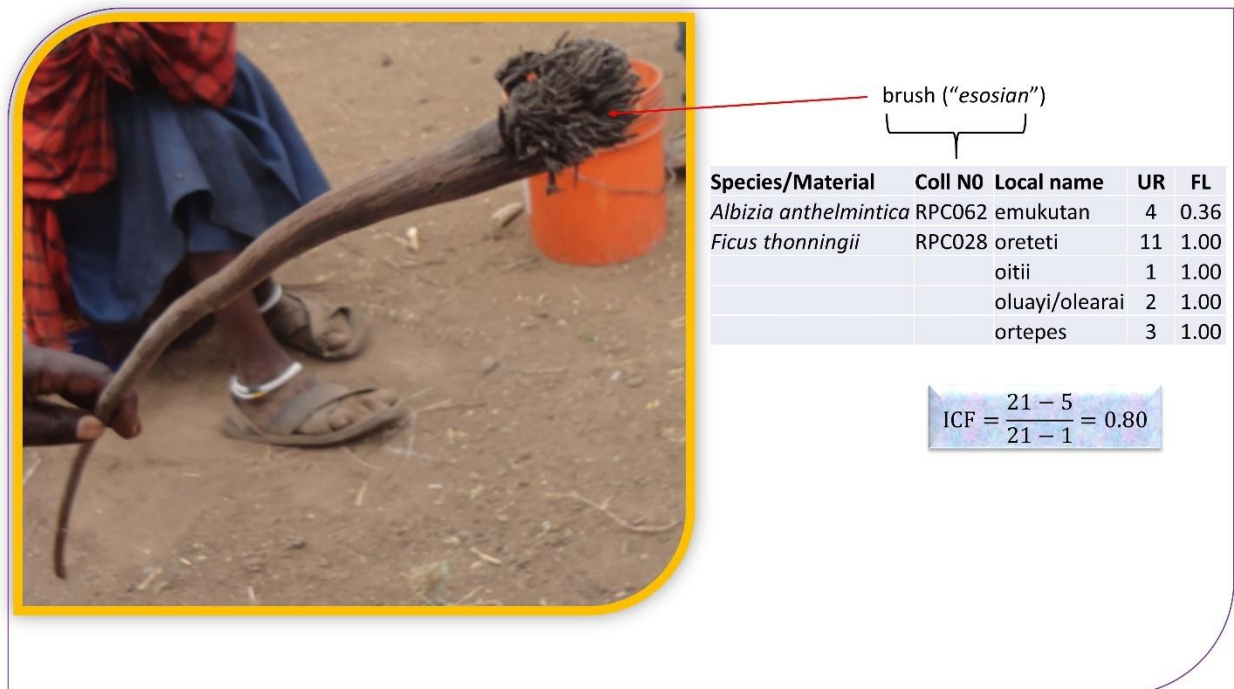 brush ("esosian")
Species/Material Coll N0 Local name UR FL
Albizia anthelmintica RPC062 emukutan 4 0.36
Ficus thonningii RPC028 oreteti 11 1.00
oitii 1 1.00
oluayi/olearai 2 1.00
ortepes 3 1.00
ICF = \frac{21 − 5}{21 − 1} = 0.80